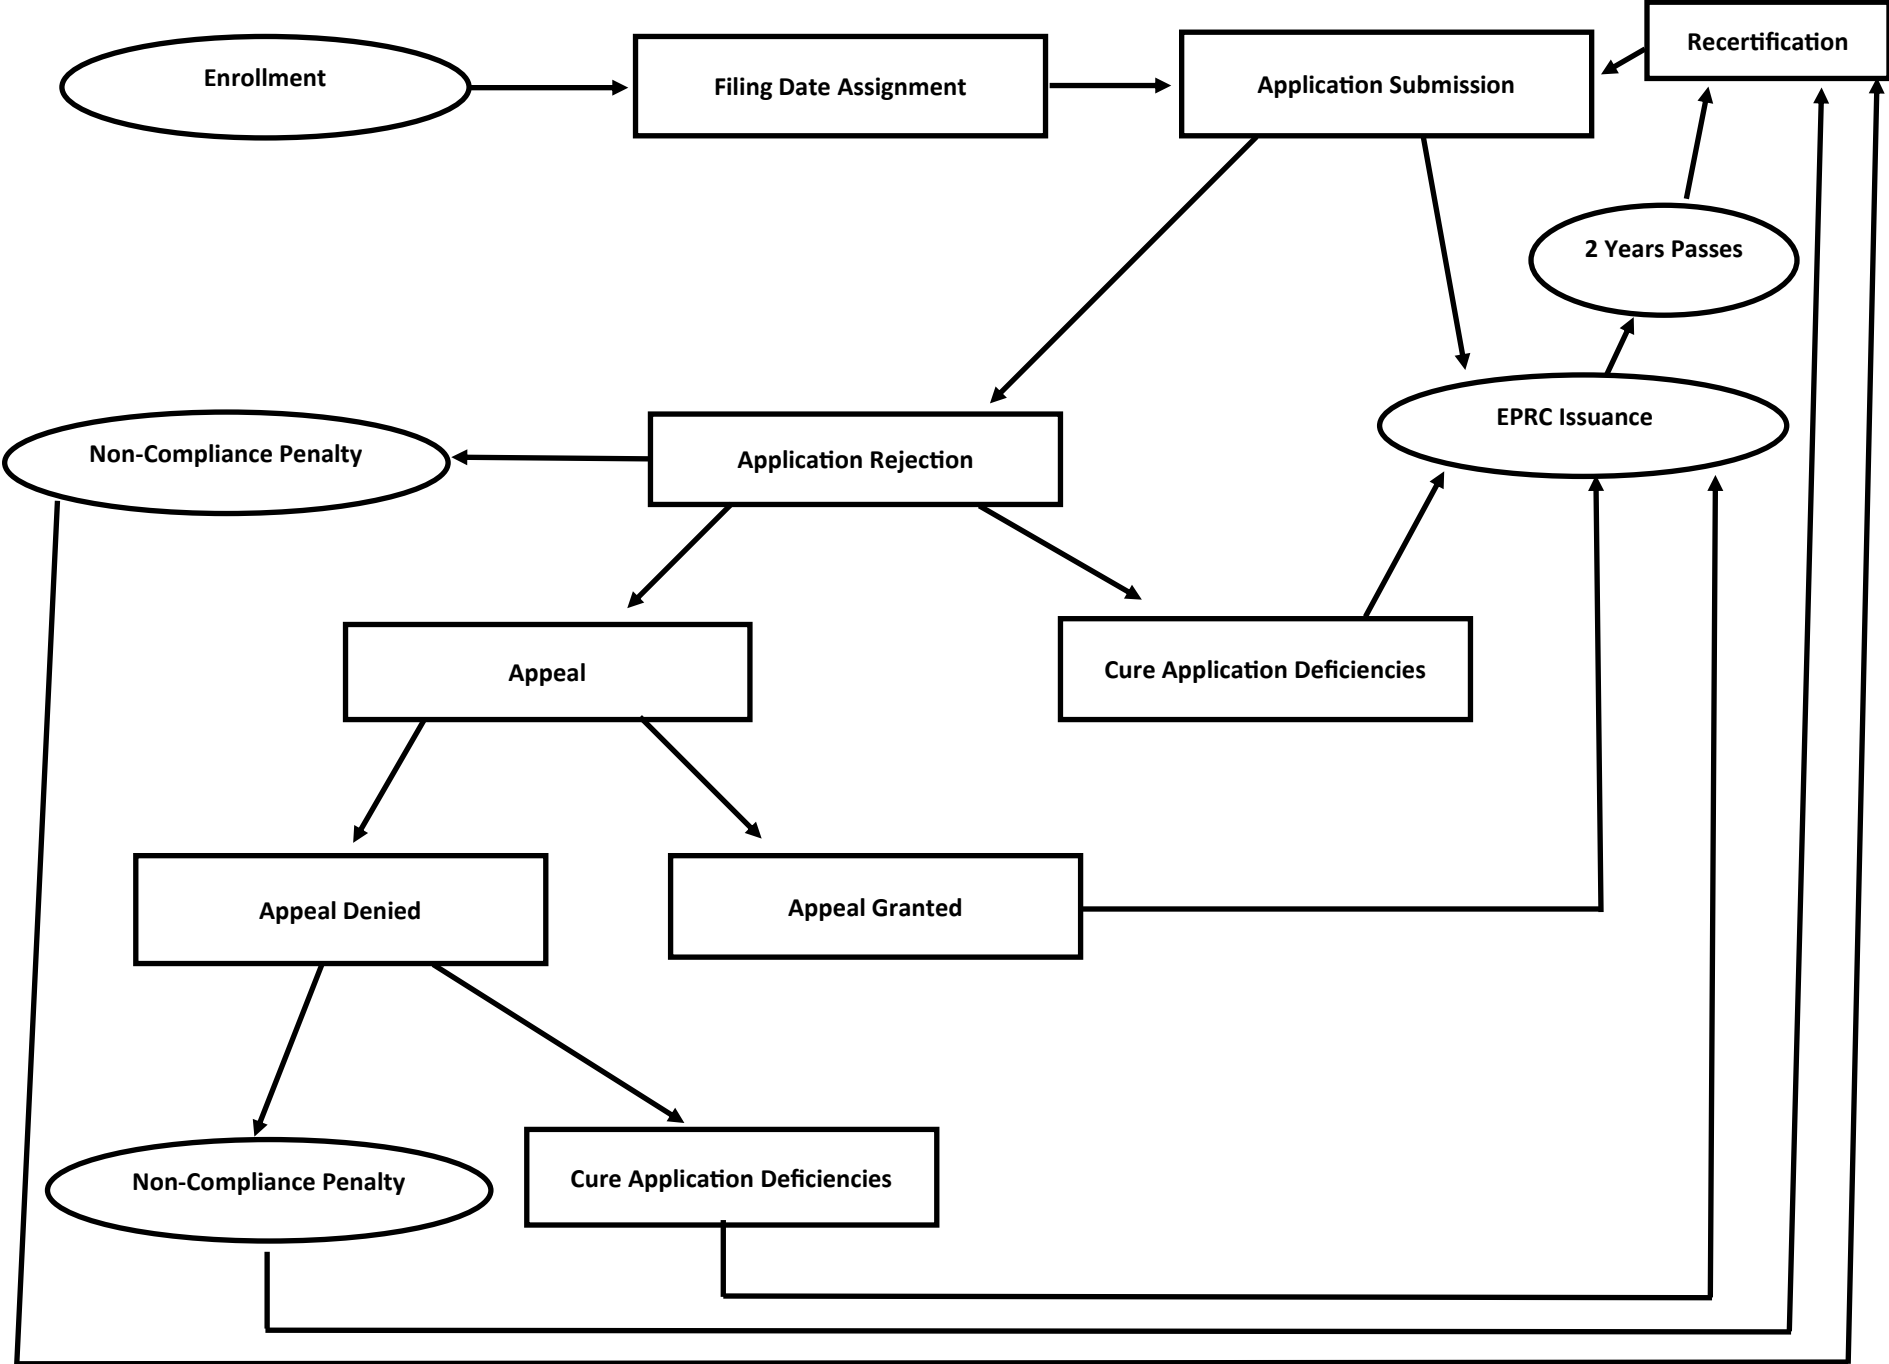 Enrollment
Filing Date Assignment
Application Submission
Recertification
2 Years Passes
EPRC Issuance
Non-Compliance Penalty
Application Rejection
Appeal
Cure Application Deficiencies
Appeal Denied
Appeal Granted
Non-Compliance Penalty
Cure Application Deficiencies